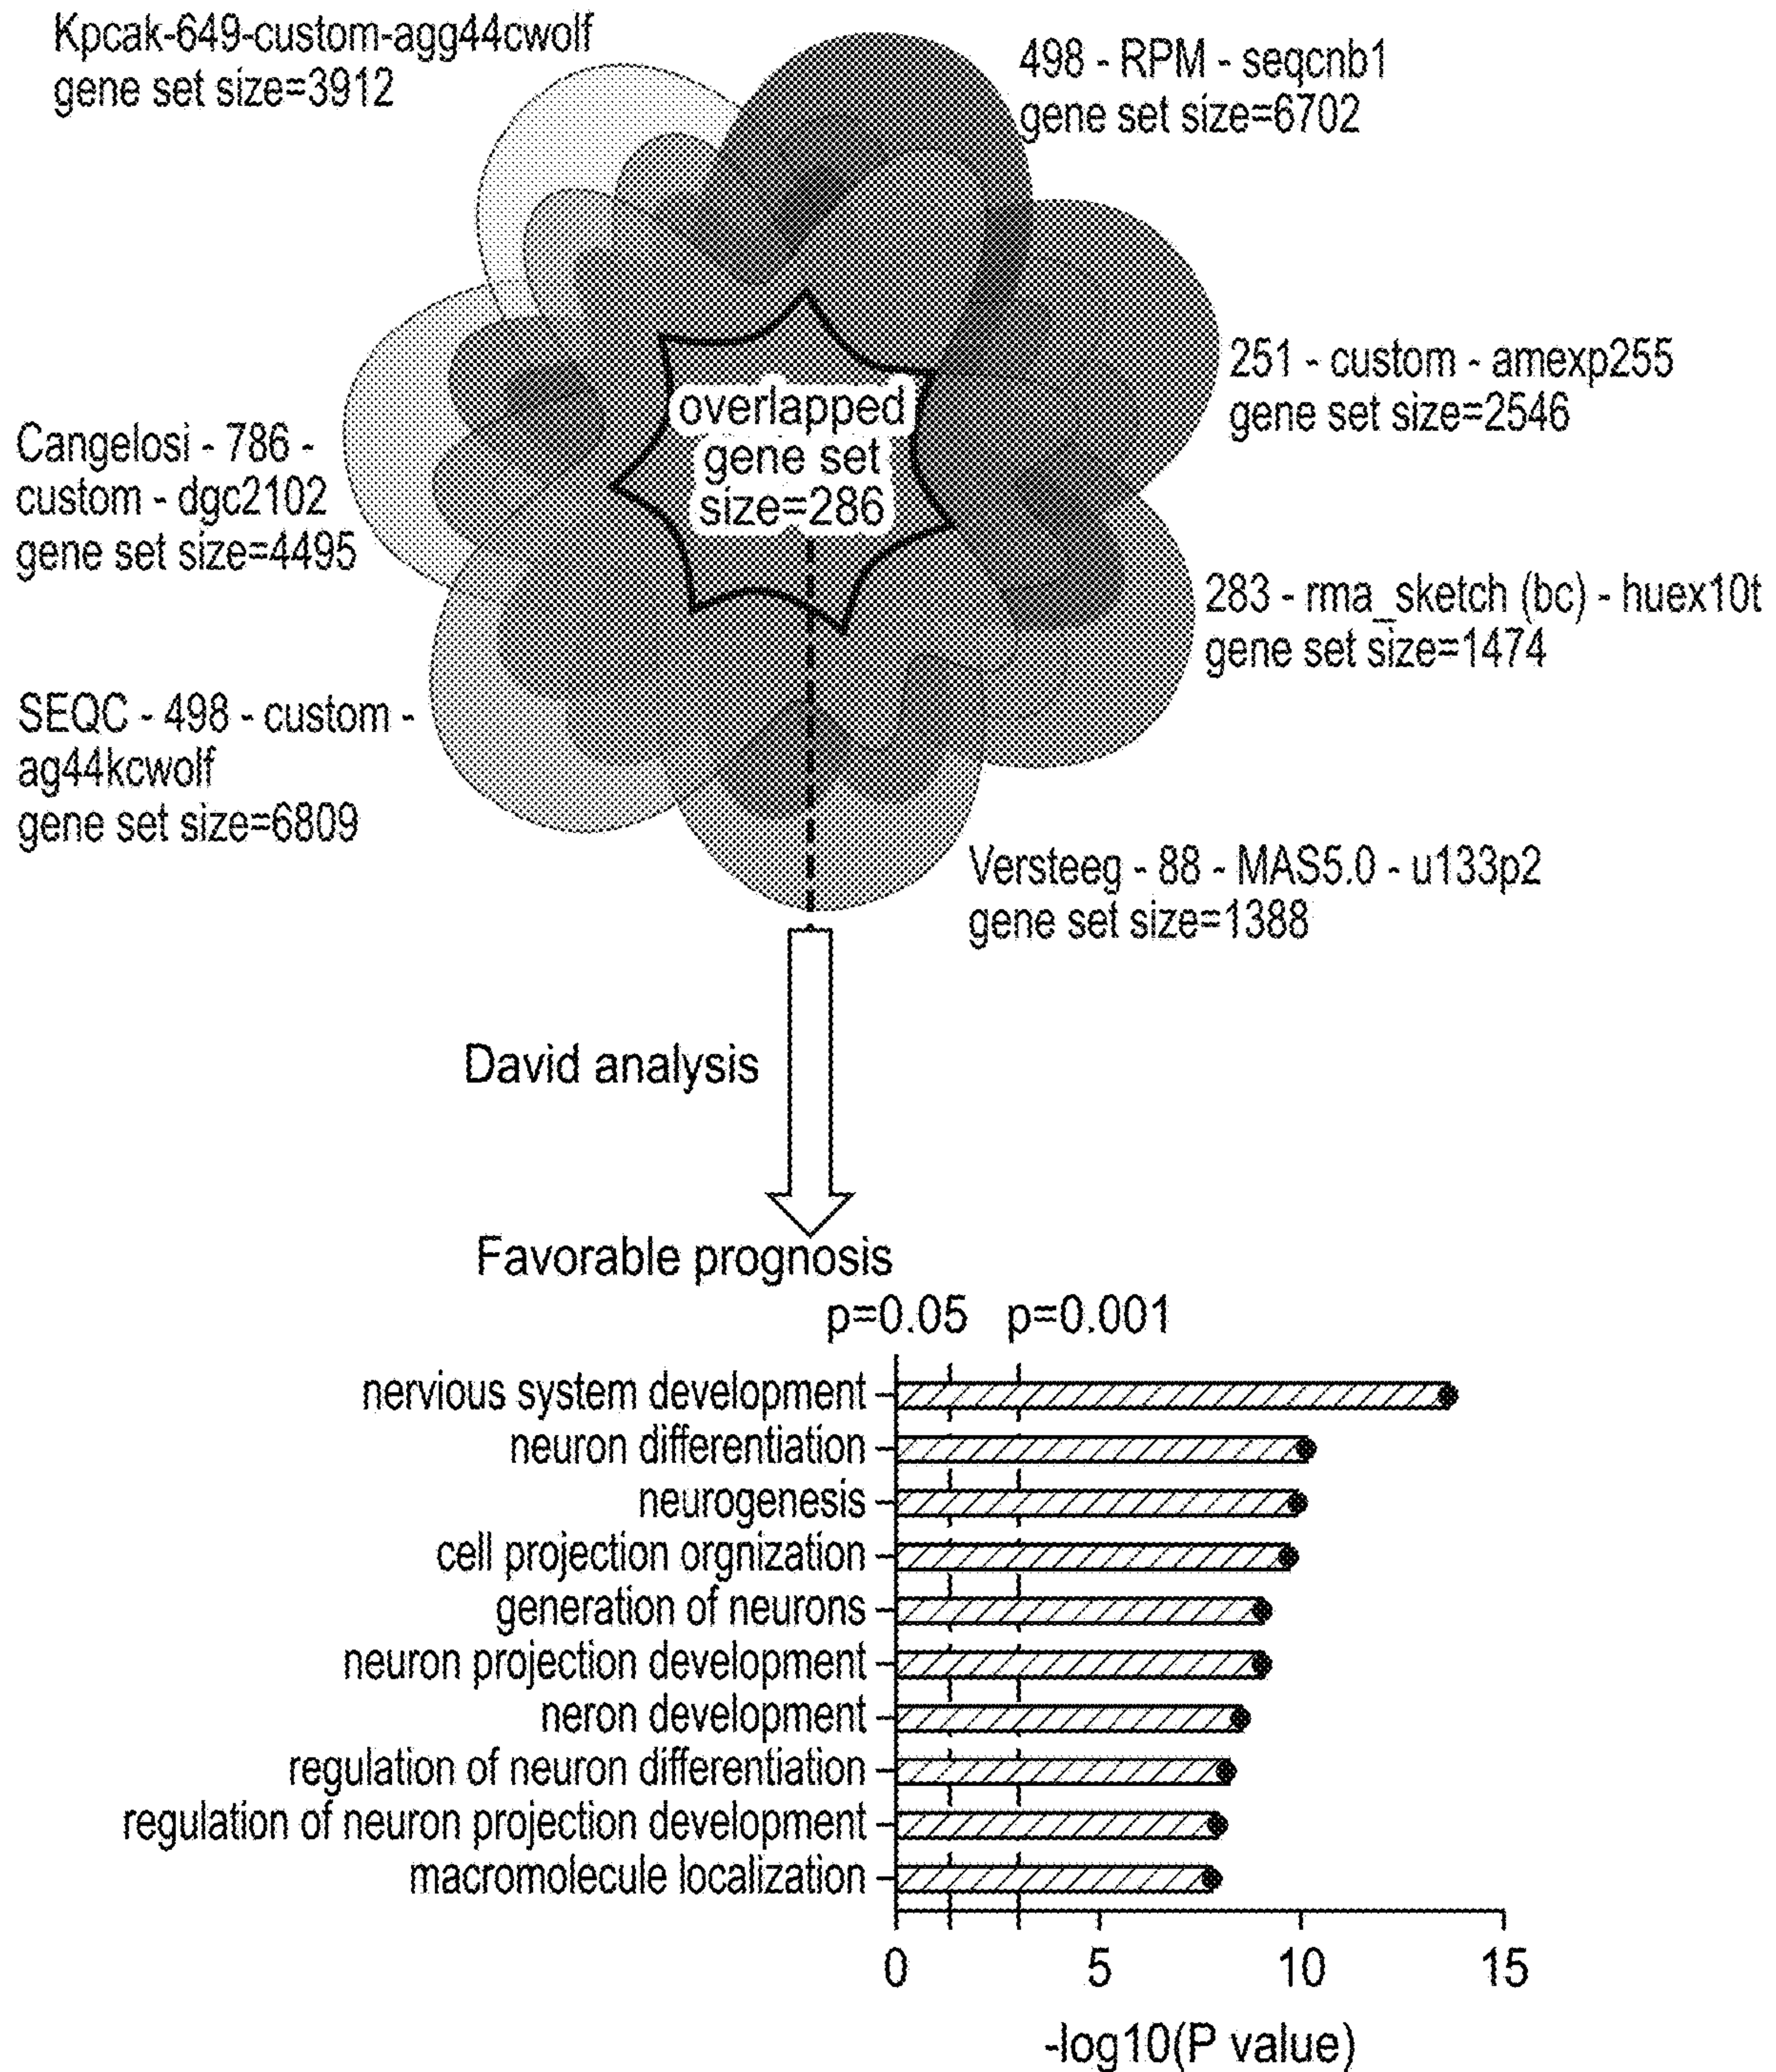 Kpcak-649-custom-agg44cwolf
gene set size=3912
498 - RPM - seqcnb1
gene set size=6702
251 - custom - amexp255
gene set size=2546
overlapped
gene set
size=286
Cangelosi - 786 -
custom - dgc2102
gene set size=4495
283 - rma_sketch (bc) - huex10t
gene set size=1474
SEQC - 498 - custom -
ag44kcwolf
gene set size=6809
Versteeg - 88 - MAS5.0 - u133p2
gene set size=1388
David analysis
Favorable prognosis
p=0.05 p=0.001
nervious system development
neuron differentiation
neurogenesis
cell projection orgnization
generation of neurons
neuron projection development
neron development
regulation of neuron differentiation
regulation of neuron projection development
macromolecule localization
0 5 10 15
-log10(P value)